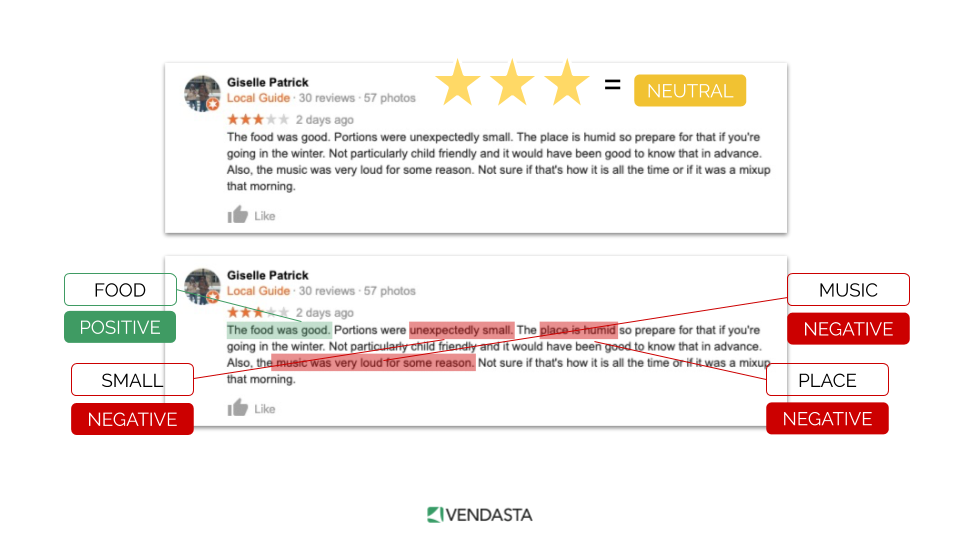 Giselle Patrick
Local Guide · 30 reviews · 57 photos
= NEUTRAL
2 days ago
The food was good. Portions were unexpectedly small. The place is humid so prepare for that if you're
going in the winter. Not particularly child friendly and it would have been good to know that in advance.
Also, the music was very loud for some reason. Not sure if that's how it is all the time or if it was a mixup
that morning.
Like
Giselle Patrick
Local Guide · 30 reviews · 57 photos
2 days ago
The food was good. Portions were unexpectedly small. The place is humid so prepare for that if you're
going in the winter. Not particularly child friendly and it would have been good to know that in advance.
Also, the music was very loud for some reason. Not sure if that's how it is all the time or if it was a mixup
that morning.
Like
FOOD
POSITIVE
SMALL
NEGATIVE
MUSIC
NEGATIVE
PLACE
NEGATIVE
VENDASTA